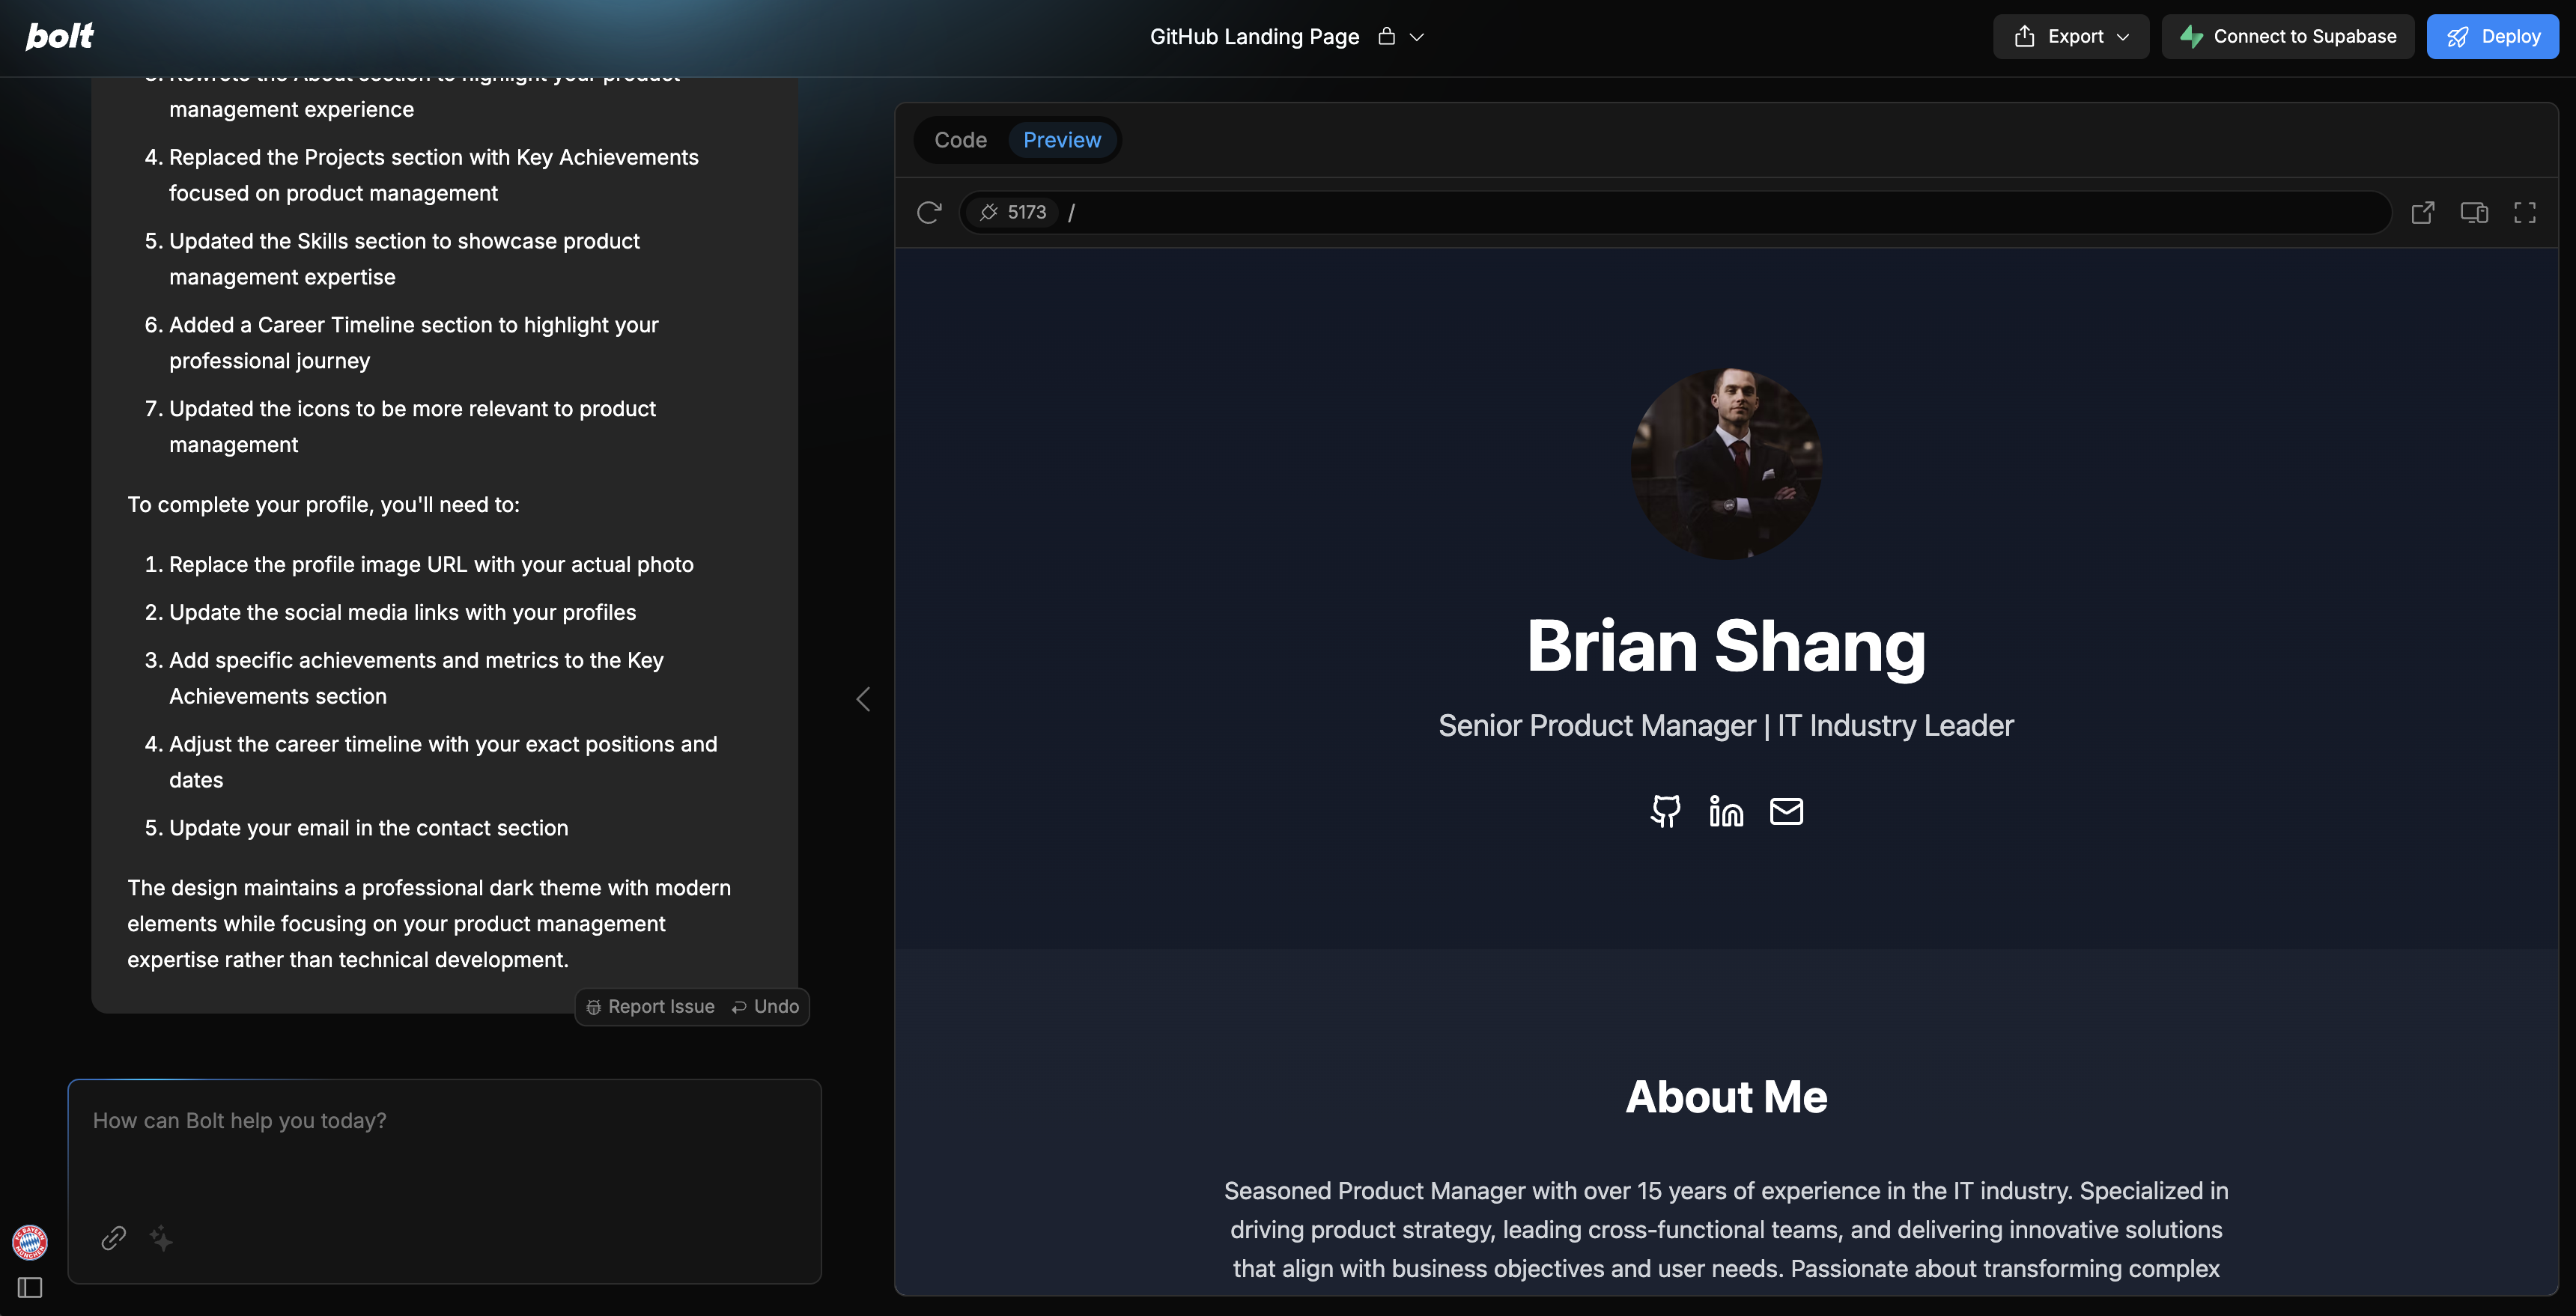 bolt
GitHub Landing Page
Export
Connect to Supabase
Deploy
3. Rewrote the About section to highlight your product
management experience
4. Replaced the Projects section with Key Achievements
focused on product management
5. Updated the Skills section to showcase product
management expertise
6. Added a Career Timeline section to highlight your
professional journey
7. Updated the icons to be more relevant to product
management
To complete your profile, you'll need to:
1. Replace the profile image URL with your actual photo
2. Update the social media links with your profiles
3. Add specific achievements and metrics to the Key
Achievements section
4. Adjust the career timeline with your exact positions and
dates
5. Update your email in the contact section
The design maintains a professional dark theme with modern
elements while focusing on your product management
expertise rather than technical development.
Report Issue
Undo
How can Bolt help you today?
Code
Preview
5173
/
Brian Shang
Senior Product Manager | IT Industry Leader
About Me
Seasoned Product Manager with over 15 years of experience in the IT industry. Specialized in
driving product strategy, leading cross-functional teams, and delivering innovative solutions
that align with business objectives and user needs. Passionate about transforming complex